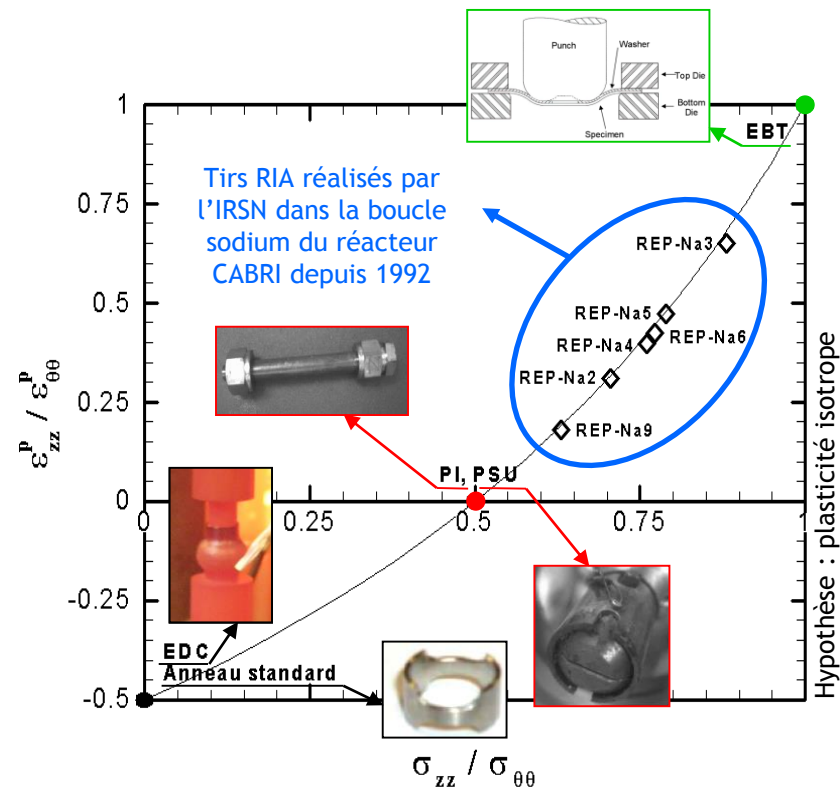 Punch
Washer
Top Die
Bottom
Die
Specimen
EBT
Tirs RIA réalisés par
l'IRSN dans la boucle
sodium du réacteur
CABRI depuis 1992
REP-Na3
REP-Na5
REP-Na6
REP-Na4
REP-Na2
REP-Na9
PI, PSU
EDC
Anneau standard
1
0.75
0.5
0.25
0
-0.25
-0.5
0
0.25
0.5
0.75
1
ε^p_zz / ε^p_θθ
σ_zz / σ_θθ
Hypothèse : plasticité isotrope